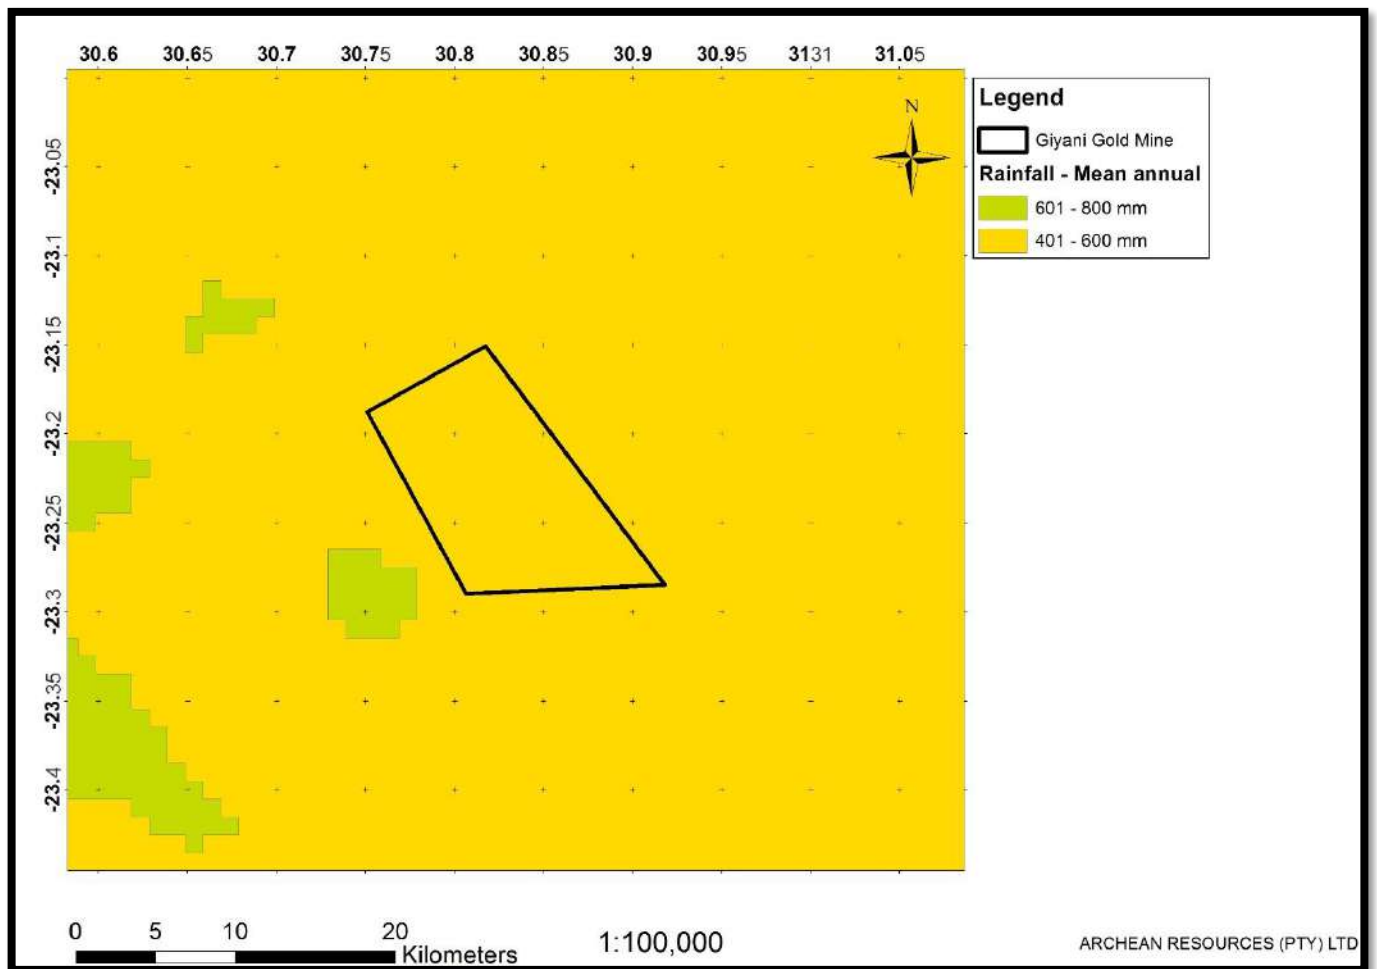 30.6 30.65 30.7 30.75 30.8 30.85 30.9 30.95 3131 31.05
-23.05
-23.1
-23.15
-23.2
-23.25
-23.3
-23.35
-23.4
N
Legend
Giyani Gold Mine
Rainfall - Mean annual
601 - 800 mm
401 - 600 mm
0 5 10 20
Kilometers
1:100,000
ARCHEAN RESOURCES (PTY) LTD